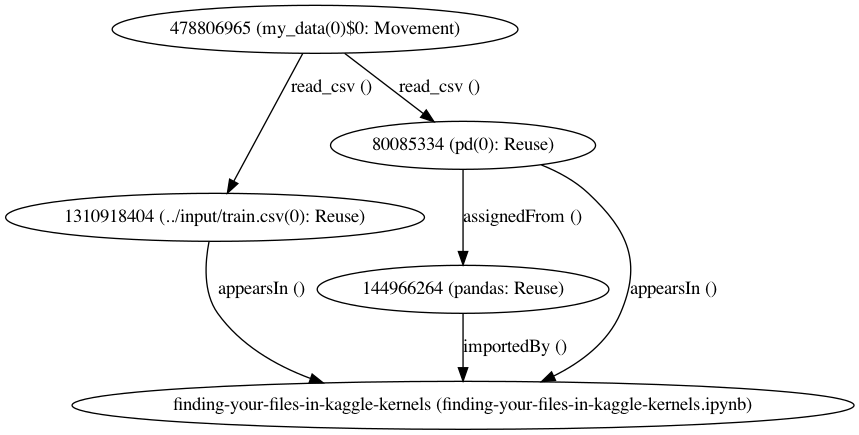 478806965 (my_data(0)$0: Movement)
read_csv ()
read_csv ()
80085334 (pd(0): Reuse)
1310918404 (../input/train.csv(0): Reuse)
assignedFrom ()
appearsIn ()
144966264 (pandas: Reuse)
appearsIn ()
importedBy ()
finding-your-files-in-kaggle-kernels (finding-your-files-in-kaggle-kernels.ipynb)